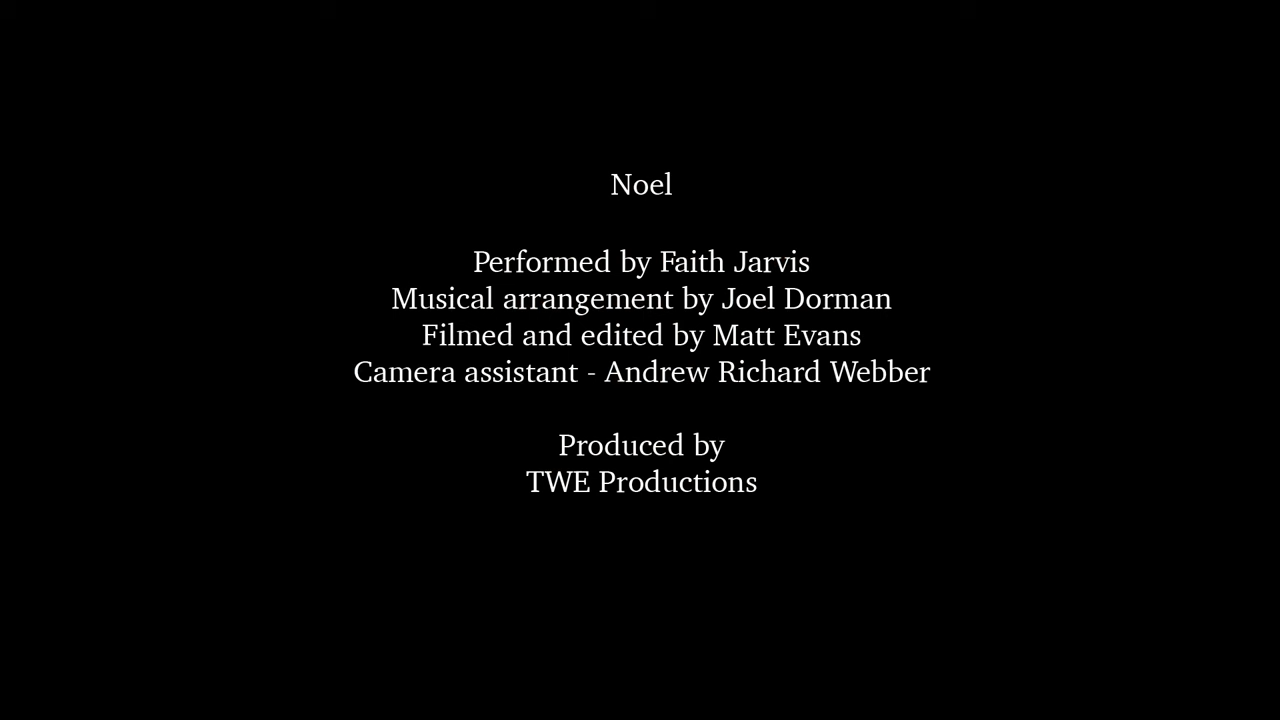 Noel
Performed by Faith Jarvis
Musical arrangement by Joel Dorman
Filmed and edited by Matt Evans
Camera assistant - Andrew Richard Webber
Produced by
TWE Productions